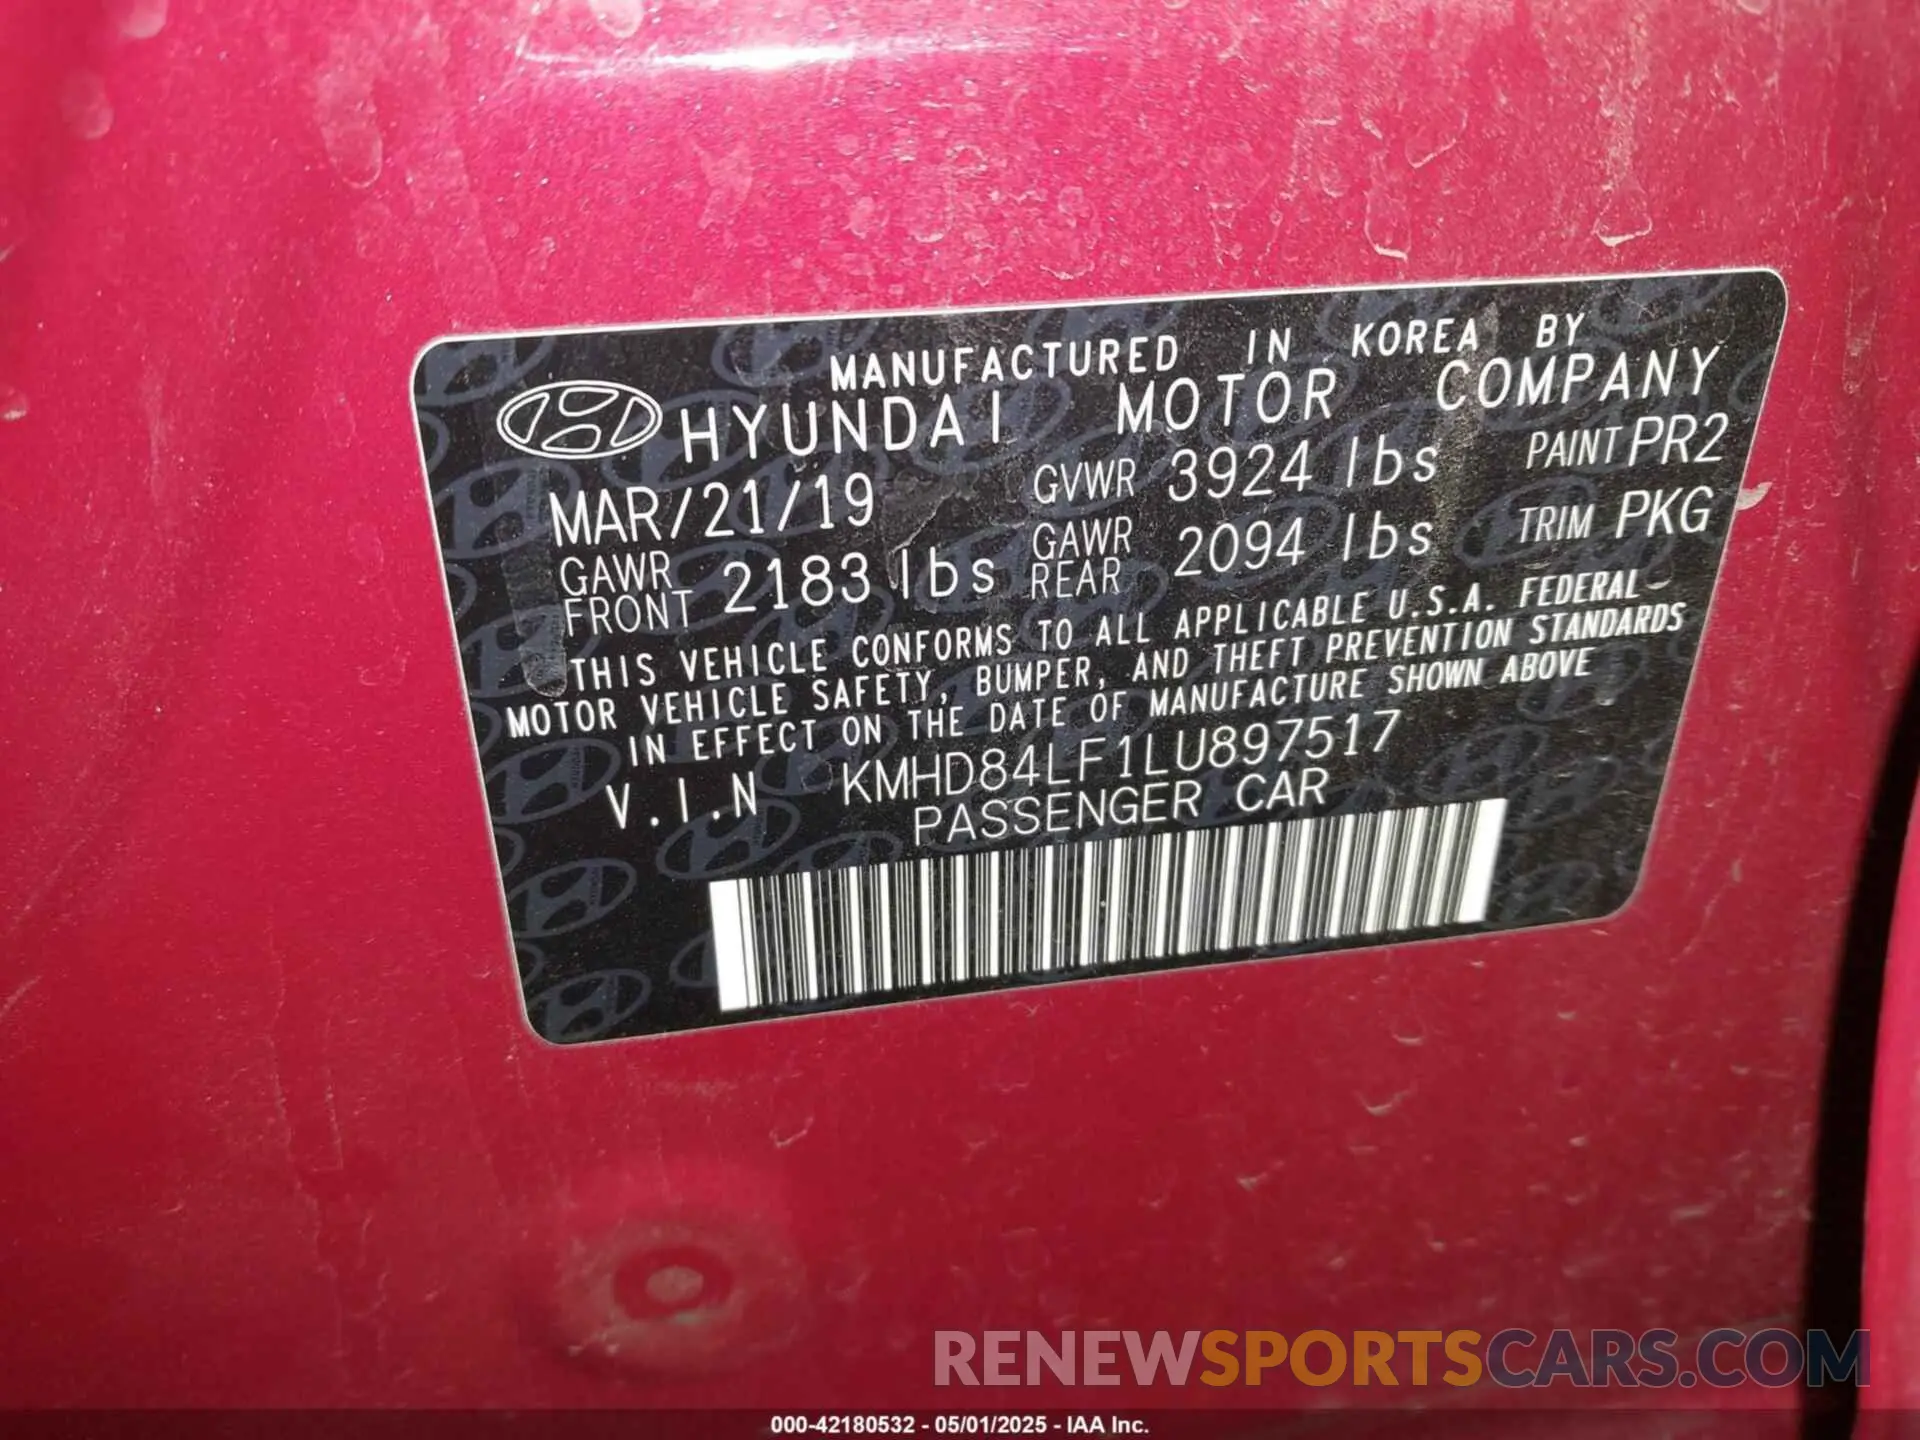 MANUFACTURED IN KOREA BY
HYUNDAI MOTOR COMPANY
MAR/21/19 GVWR 3924 lbs PAINT PR2
GAWR FRONT 2183 lbs GAWR REAR 2094 lbs TRIM PKG
THIS VEHICLE CONFORMS TO ALL APPLICABLE U.S.A. FEDERAL
MOTOR VEHICLE SAFETY, BUMPER, AND THEFT PREVENTION STANDARDS
IN EFFECT ON THE DATE OF MANUFACTURE SHOWN ABOVE
V.I.N KMHD84LF1LU897517
PASSENGER CAR
RENEWSPORTSCARS.COM
000-42180532 - 05/01/2025 - IAA Inc.